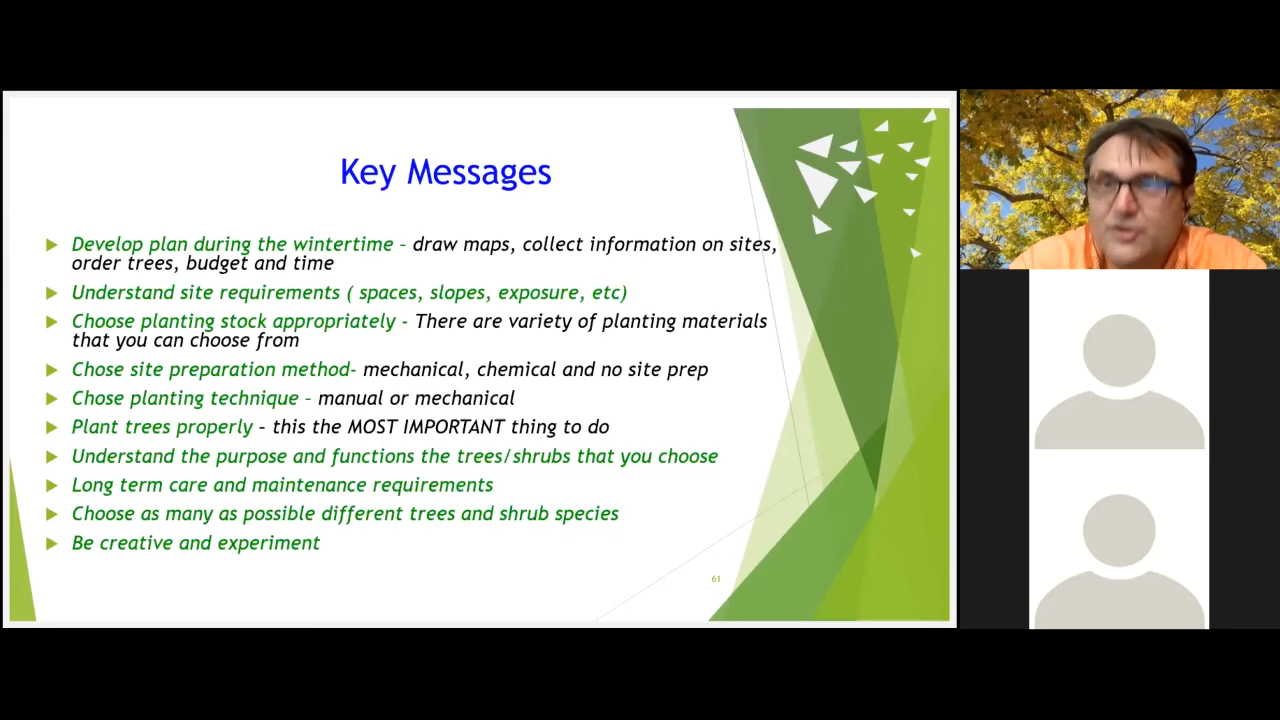 Key Messages
Develop plan during the wintertime – draw maps, collect information on sites,
order trees, budget and time
Understand site requirements ( spaces, slopes, exposure, etc)
Choose planting stock appropriately - There are variety of planting materials
that you can choose from
Chose site preparation method- mechanical, chemical and no site prep
Chose planting technique – manual or mechanical
Plant trees properly – this the MOST IMPORTANT thing to do
Understand the purpose and functions the trees/shrubs that you choose
Long term care and maintenance requirements
Choose as many as possible different trees and shrub species
Be creative and experiment
61